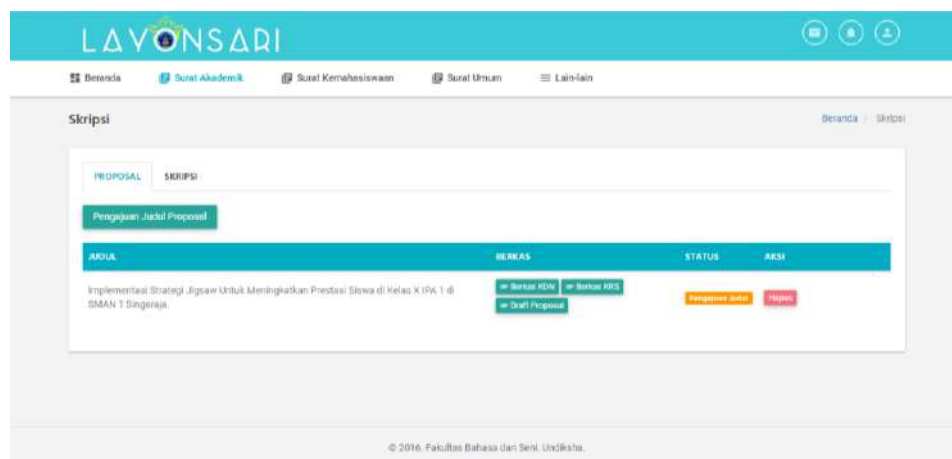 LAYONSARI
Beranda
Surat Akademik
Surat Kemahasiswaan
Surat Umum
Lain-lain
Skripsi
Beranda / Skripsi
PROPOSAL
SKRIPSI
Pengajuan Judul Proposal
JUDUL
BERKAS
STATUS
AKSI
Implementasi Strategi Jigsaw Untuk Meningkatkan Prestasi Siswa di Kelas X IPA 1 di
SMAN 1 Singaraja.
Berkas KDN
Berkas KRS
Draft Proposal
Pengajuan Judul
Hapus
© 2016. Fakultas Bahasa dan Seni. Undiksha.